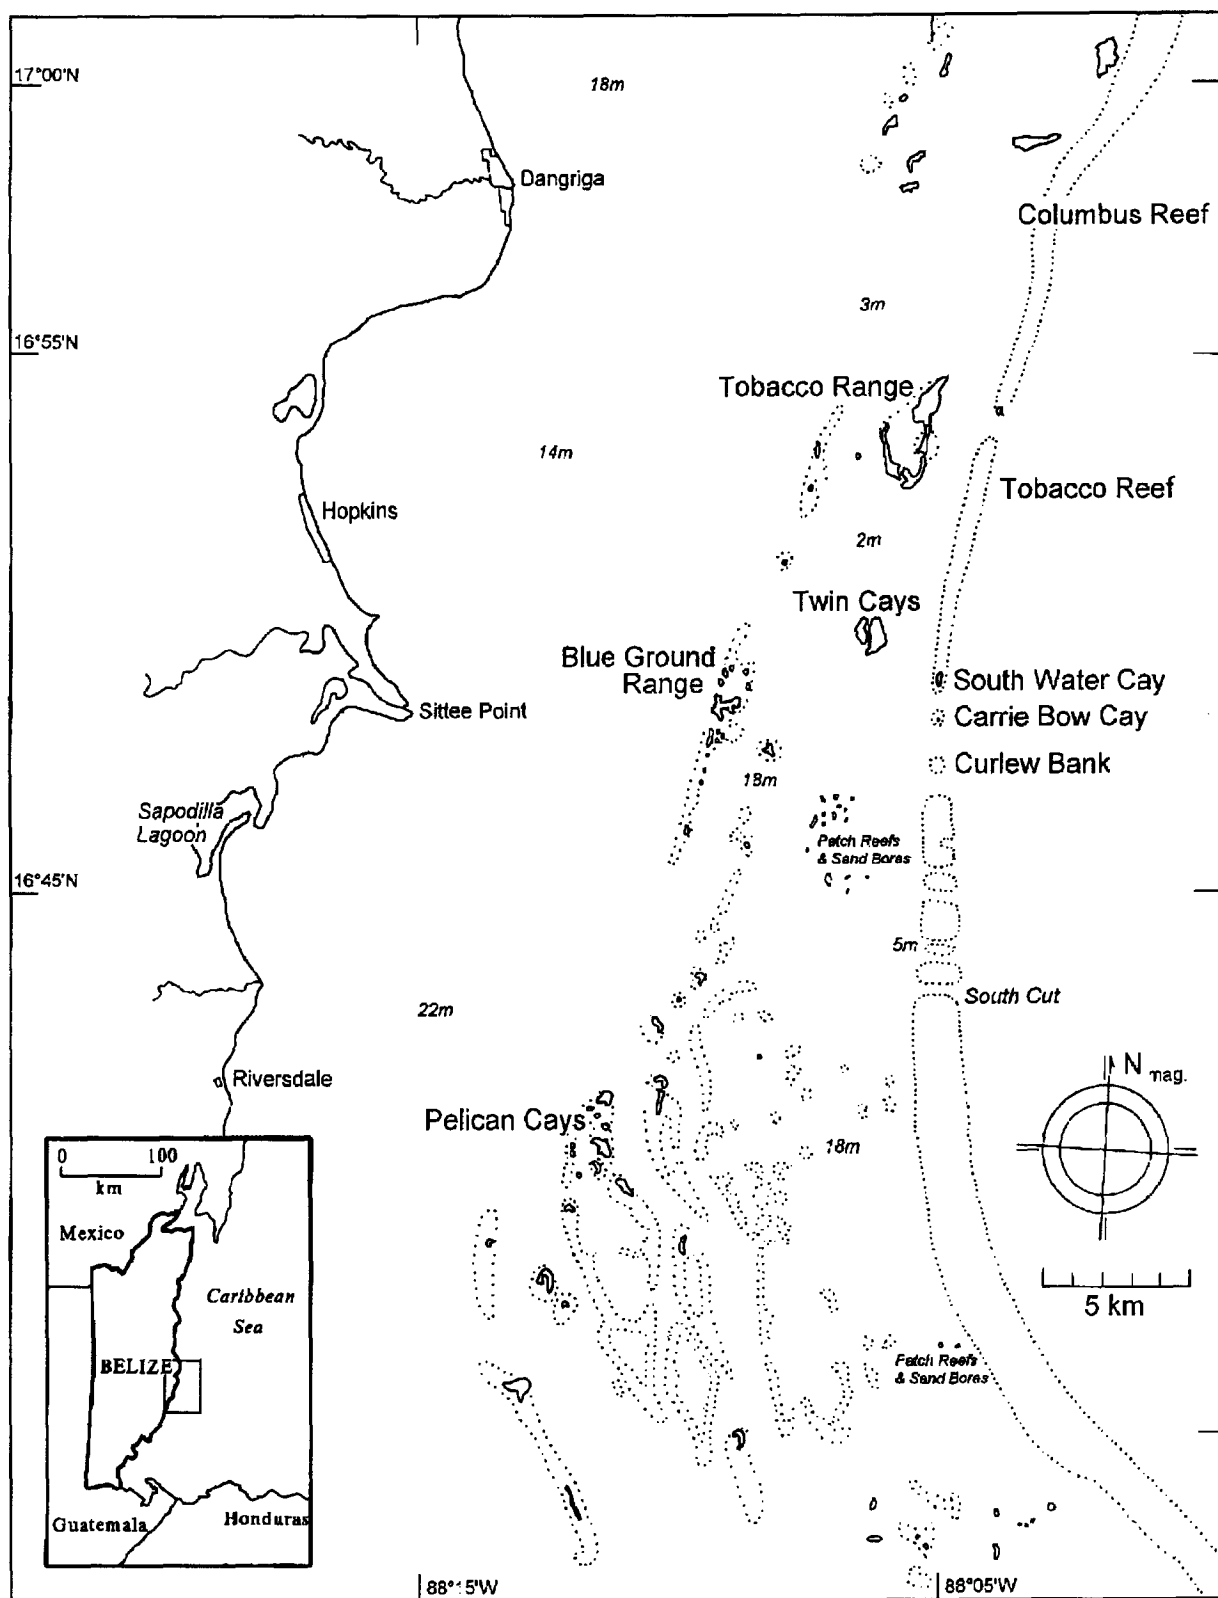 17°00'N
18m
Dangriga
Columbus Reef
3m
16°55'N
Tobacco Range
14m
Tobacco Reef
Hopkins
2m
Twin Cays
Blue Ground
Range
South Water Cay
Sittee Point
Carrie Bow Cay
Curlew Bank
18m
Sapodilla
Lagoon
Patch Reefs
& Sand Bores
16°45'N
5m
South Cut
22m
N mag.
Riversdale
Pelican Cays
18m
0 100
km
Mexico
Caribbean
Sea
5 km
BELIZE
Patch Reefs
& Sand Bores
Guatemala
Honduras
88°15'W
88°05'W